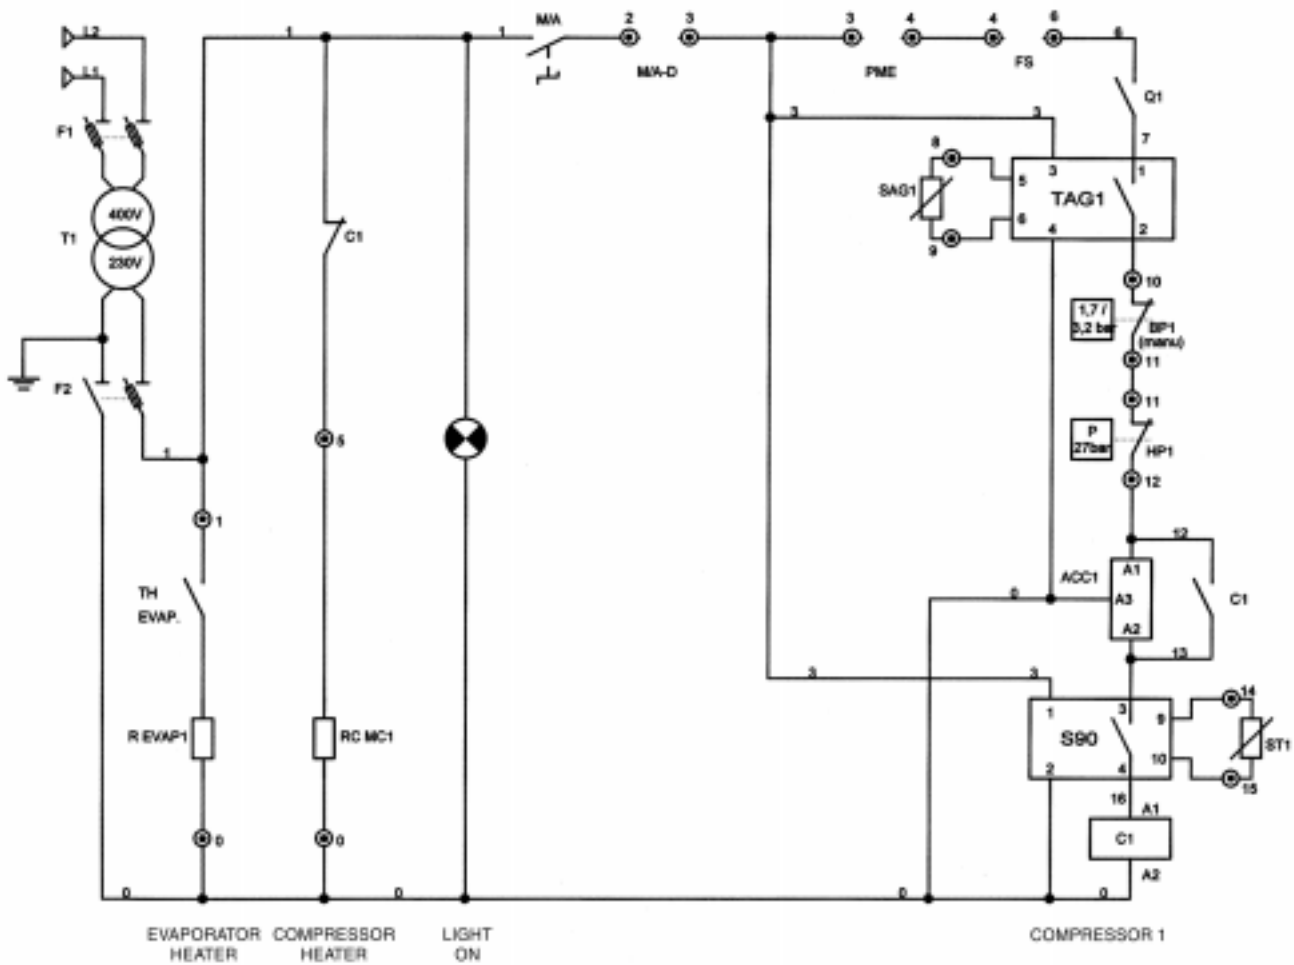 L2
1
1
M/A
2
3
3
4
4
6
6
L1
M/A-D
PME
FS
Q1
F1
3
3
7
8
SAG1
5
3
1
TAG1
400V
T1
6
4
2
9
C1
230V
10
1,7 /
3,2 bar
BP1
(manu)
11
F2
11
P
27bar
HP1
1
5
12
1
12
TH
EVAP.
ACC1
A1
0
A3
C1
A2
13
3
3
14
1
3
9
R EVAP1
RC MC1
S90
ST1
10
2
4
15
16
A1
0
0
C1
A2
0
0
0
0
EVAPORATOR
HEATER
COMPRESSOR
HEATER
LIGHT
ON
COMPRESSOR 1